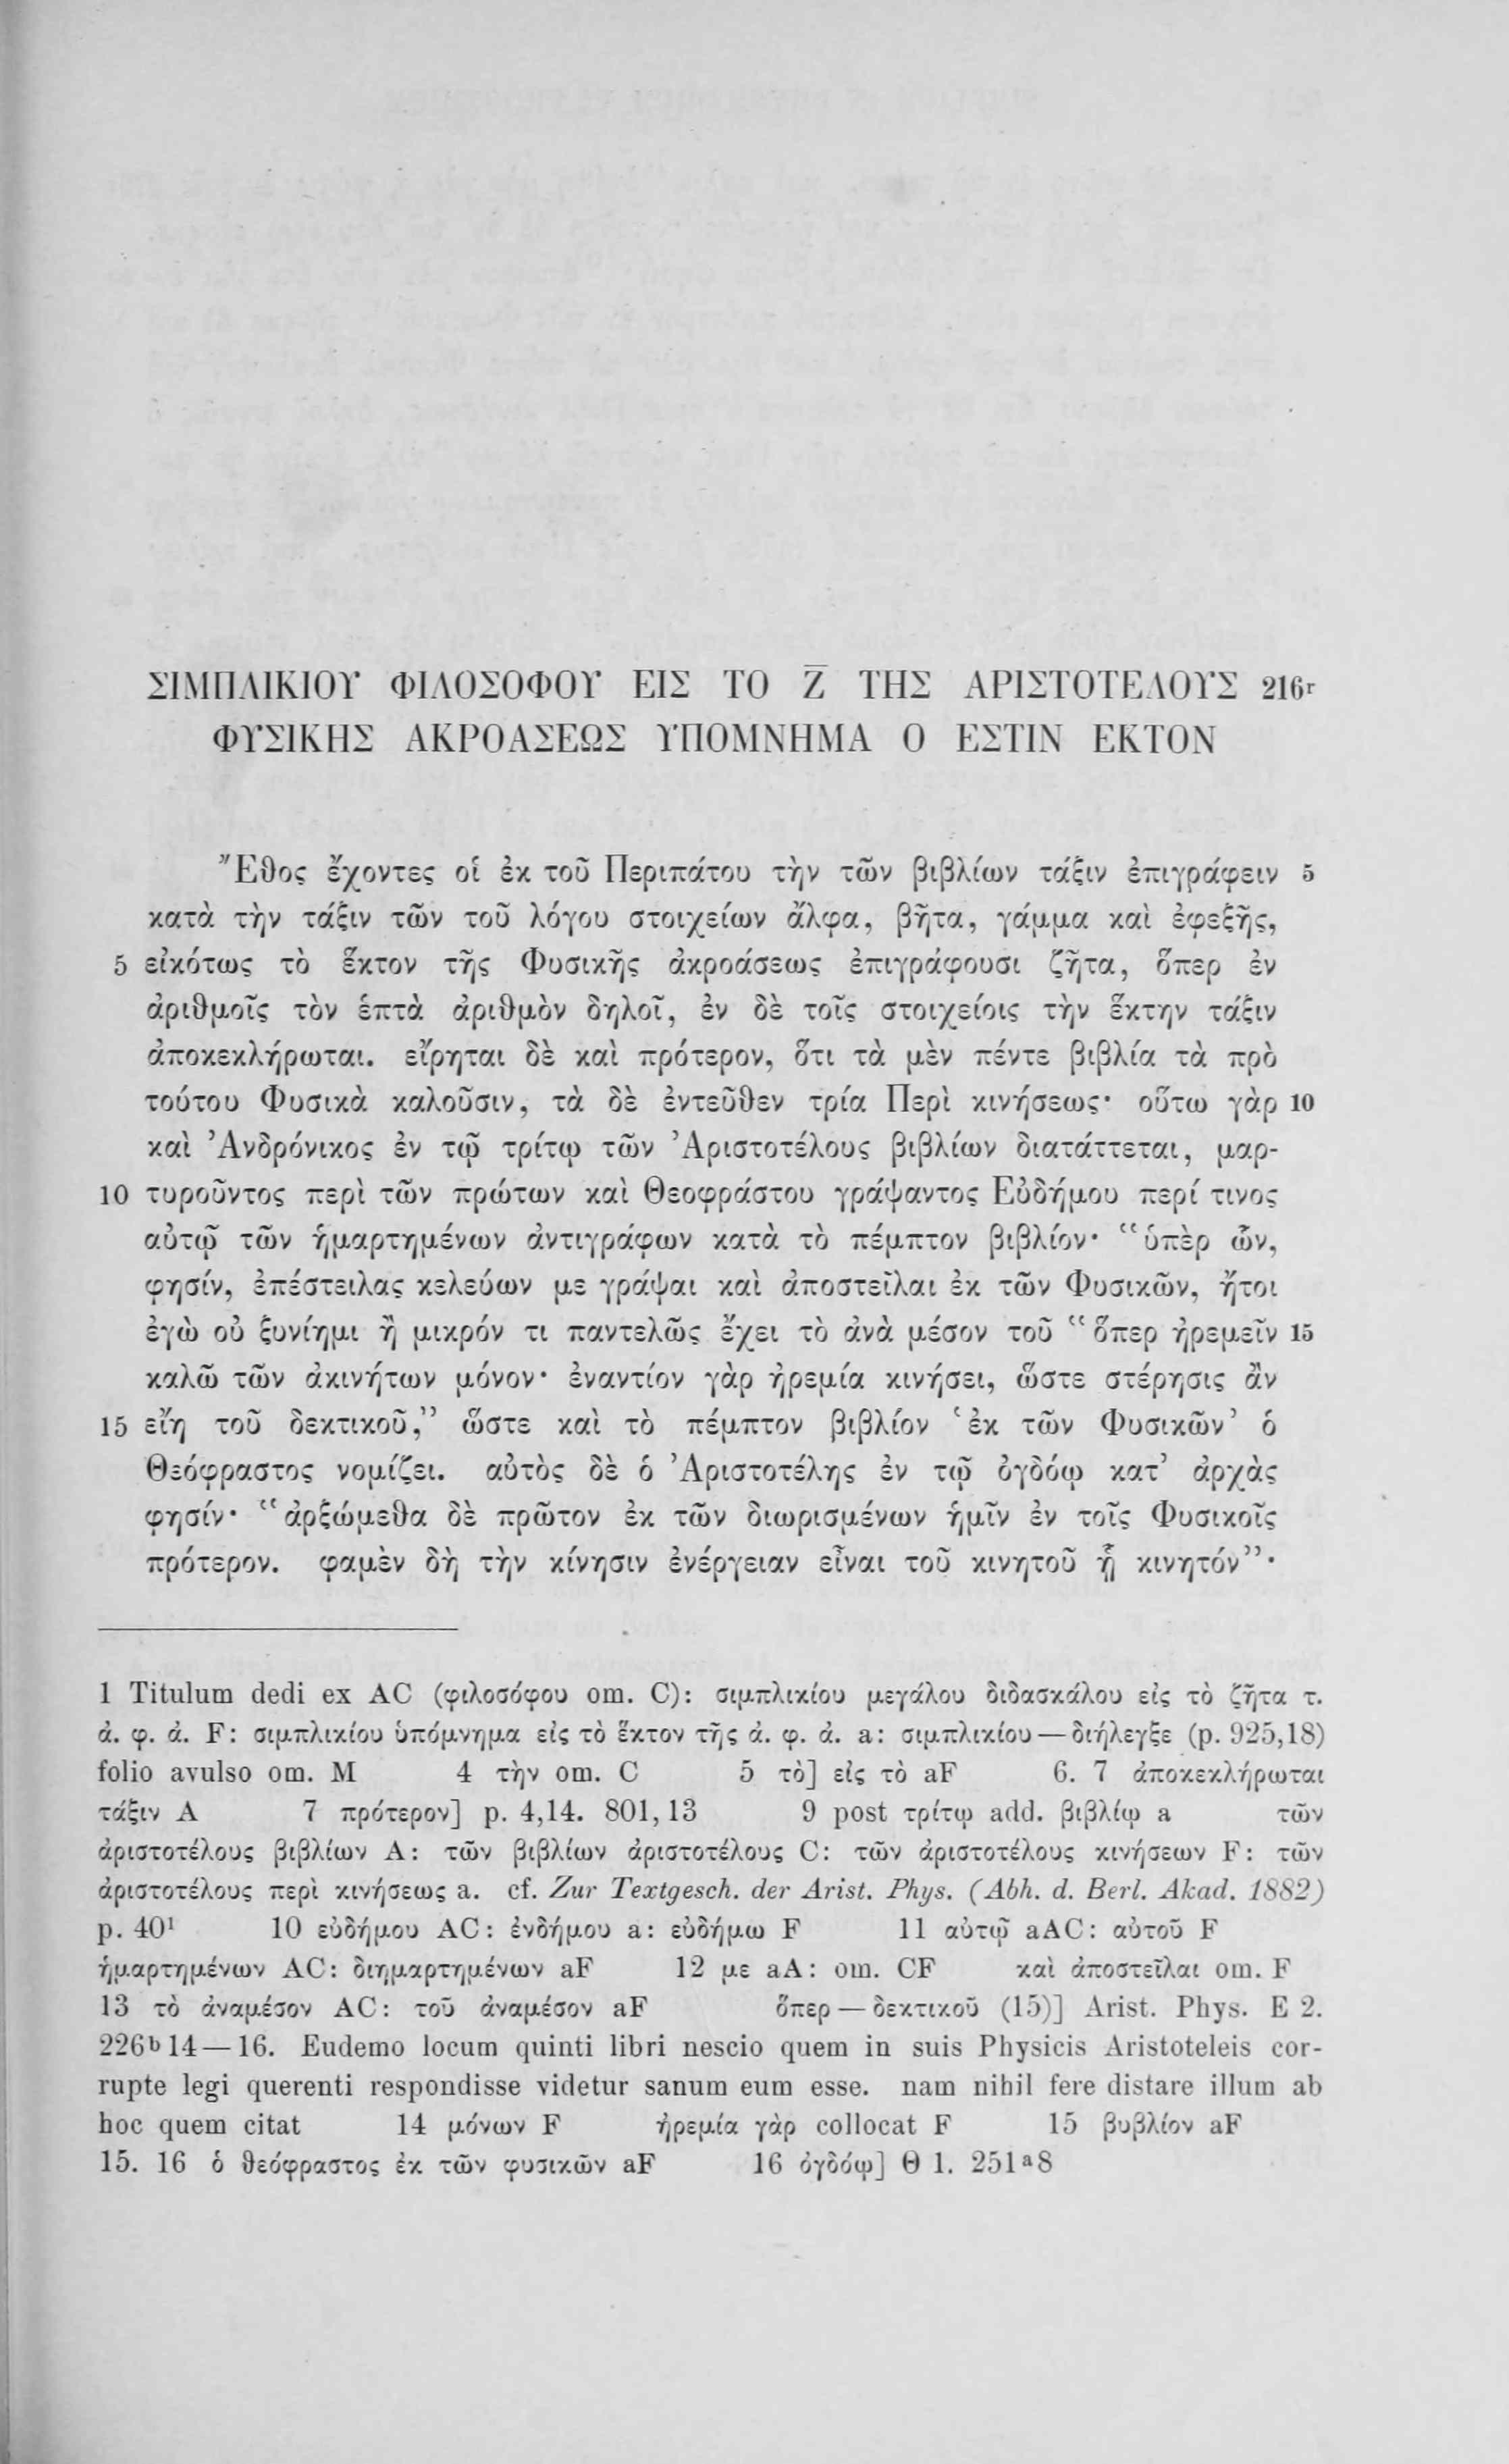 ΣΙΜΠΛΙΚΙΟΥ ΦΙΛΟΣΟΦΟΥ ΕΙΣ ΤΟ Z̅ ΤΗΣ ΑΡΙΣΤΟΤΕΛΟΥΣ 216r
ΦΥΣΙΚΗΣ ΑΚΡΟΑΣΕΩΣ ΥΠΟΜΝΗΜΑ Ο ΕΣΤΙΝ ΕΚΤΟΝ
Ἔθος ἔχοντες οἱ ἐκ τοῦ Περιπάτου τὴν τῶν βιβλίων τάξιν ἐπιγράφειν 5
κατὰ τὴν τάξιν τῶν τοῦ λόγου στοιχείων ἄλφα, βῆτα, γάμμα καὶ ἐφεξῆς,
5 εἰκότως τὸ ἕκτον τῆς Φυσικῆς ἀκροάσεως ἐπιγράφουσι ζῆτα, ὅπερ ἐν
ἀριθμοῖς τὸν ἑπτὰ ἀριθμὸν δηλοῖ, ἐν δὲ τοῖς στοιχείοις τὴν ἕκτην τάξιν
ἀποκεκλήρωται. εἴρηται δὲ καὶ πρότερον, ὅτι τὰ μὲν πέντε βιβλία τὰ πρὸ
τούτου Φυσικὰ καλοῦσιν, τὰ δὲ ἐντεῦθεν τρία Περὶ κινήσεως· οὕτω γὰρ 10
καὶ Ἀνδρόνικος ἐν τῷ τρίτῳ τῶν Ἀριστοτέλους βιβλίων διατάττεται, μαρ-
10 τυροῦντος περὶ τῶν πρώτων καὶ Θεοφράστου γράψαντος Εὐδήμου περί τινος
αὐτῷ τῶν ἡμαρτημένων ἀντιγράφων κατὰ τὸ πέμπτον βιβλίον· “ὑπὲρ ὧν,
φησίν, ἐπέστειλας κελεύων με γράψαι καὶ ἀποστεῖλαι ἐκ τῶν Φυσικῶν, ἤτοι
ἐγὼ οὐ ξυνίημι ἢ μικρόν τι παντελῶς ἔχει τὸ ἀνὰ μέσον τοῦ “ὅπερ ἠρεμεῖν 15
καλῶ τῶν ἀκινήτων μόνον· ἐναντίον γὰρ ἠρεμία κινήσει, ὥστε στέρησις ἂν
15 εἴη τοῦ δεκτικοῦ,” ὥστε καὶ τὸ πέμπτον βιβλίον ‘ἐκ τῶν Φυσικῶν’ ὁ
Θεόφραστος νομίζει. αὐτὸς δὲ ὁ Ἀριστοτέλης ἐν τῷ ὀγδόῳ κατ’ ἀρχὰς
φησίν· “ἀρξώμεθα δὲ πρῶτον ἐκ τῶν διωρισμένων ἡμῖν ἐν τοῖς Φυσικοῖς
πρότερον. φαμὲν δὴ τὴν κίνησιν ἐνέργειαν εἶναι τοῦ κινητοῦ ᾗ κινητόν”·
1 Titulum dedi ex AC (φιλοσόφου om. C): σιμπλικίου μεγάλου διδασκάλου εἰς τὸ ζῆτα τ.
ἀ. φ. ἀ. F: σιμπλικίου ὑπόμνημα εἰς τὸ ἕκτον τῆς ἀ. φ. ἀ. a: σιμπλικίου — διήλεγξε (p. 925,18)
folio avulso om. M 4 τὴν om. C 5 τὸ] εἰς τὸ aF 6. 7 ἀποκεκλήρωται
τάξιν A 7 πρότερον] p. 4,14. 801,13 9 post τρίτῳ add. βιβλίῳ a τῶν
ἀριστοτέλους βιβλίων A: τῶν βιβλίων ἀριστοτέλους C: τῶν ἀριστοτέλους κινήσεων F: τῶν
ἀριστοτέλους περὶ κινήσεως a. cf. Zur Textgesch. der Arist. Phys. (Abh. d. Berl. Akad. 1882)
p. 40¹ 10 εὐδήμου AC: ἐνδήμου a: εὐδήμω F 11 αὐτῷ aAC: αὐτοῦ F
ἡμαρτημένων AC: διημαρτημένων aF 12 με aA: om. CF καὶ ἀποστεῖλαι om. F
13 τὸ ἀναμέσον AC: τοῦ ἀναμέσον aF ὅπερ — δεκτικοῦ (15)] Arist. Phys. E 2.
226ᵇ14—16. Eudemo locum quinti libri nescio quem in suis Physicis Aristoteleis cor-
rupte legi querenti respondisse videtur sanum eum esse. nam nihil fere distare illum ab
hoc quem citat 14 μόνων F ἠρεμία γὰρ collocat F 15 βυβλίον aF
15. 16 ὁ θεόφραστος ἐκ τῶν φυσικῶν aF 16 ὀγδόῳ] Θ 1. 251ᵃ8